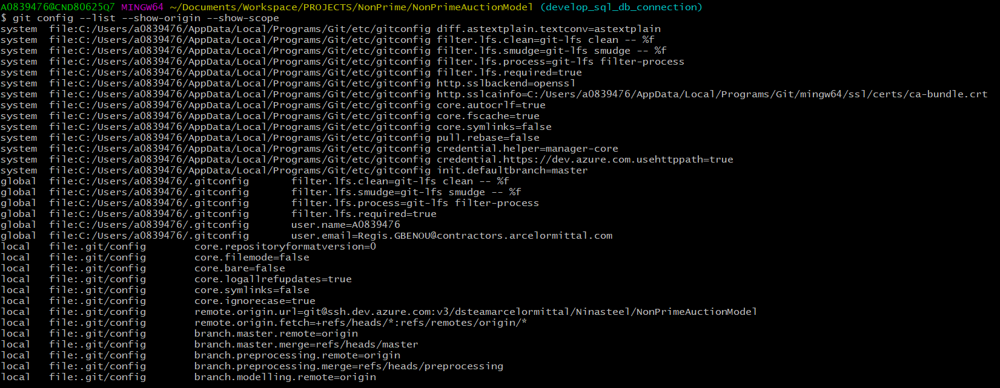 A0839476@CND80625Q7 MINGW64 ~/Documents/Workspace/PROJECTS/NonPrime/NonPrimeAuctionModel (develop_sql_db_connection)
$ git config --list --show-origin --show-scope
system file:C:/Users/a0839476/AppData/Local/Programs/Git/etc/gitconfig diff.astextplain.textconv=astextplain
system file:C:/Users/a0839476/AppData/Local/Programs/Git/etc/gitconfig filter.lfs.clean=git-lfs clean -- %f
system file:C:/Users/a0839476/AppData/Local/Programs/Git/etc/gitconfig filter.lfs.smudge=git-lfs smudge -- %f
system file:C:/Users/a0839476/AppData/Local/Programs/Git/etc/gitconfig filter.lfs.process=git-lfs filter-process
system file:C:/Users/a0839476/AppData/Local/Programs/Git/etc/gitconfig filter.lfs.required=true
system file:C:/Users/a0839476/AppData/Local/Programs/Git/etc/gitconfig http.sslbackend=openssl
system file:C:/Users/a0839476/AppData/Local/Programs/Git/etc/gitconfig http.sslcainfo=C:/Users/a0839476/AppData/Local/Programs/Git/mingw64/ssl/certs/ca-bundle.crt
system file:C:/Users/a0839476/AppData/Local/Programs/Git/etc/gitconfig core.autocrlf=true
system file:C:/Users/a0839476/AppData/Local/Programs/Git/etc/gitconfig core.fscache=true
system file:C:/Users/a0839476/AppData/Local/Programs/Git/etc/gitconfig core.symlinks=false
system file:C:/Users/a0839476/AppData/Local/Programs/Git/etc/gitconfig pull.rebase=false
system file:C:/Users/a0839476/AppData/Local/Programs/Git/etc/gitconfig credential.helper=manager-core
system file:C:/Users/a0839476/AppData/Local/Programs/Git/etc/gitconfig credential.https://dev.azure.com.usehttppath=true
system file:C:/Users/a0839476/AppData/Local/Programs/Git/etc/gitconfig init.defaultbranch=master
global file:C:/Users/a0839476/.gitconfig filter.lfs.clean=git-lfs clean -- %f
global file:C:/Users/a0839476/.gitconfig filter.lfs.smudge=git-lfs smudge -- %f
global file:C:/Users/a0839476/.gitconfig filter.lfs.process=git-lfs filter-process
global file:C:/Users/a0839476/.gitconfig filter.lfs.required=true
global file:C:/Users/a0839476/.gitconfig user.name=A0839476
global file:C:/Users/a0839476/.gitconfig user.email=Regis.GBENOU@contractors.arcelormittal.com
local file:.git/config core.repositoryformatversion=0
local file:.git/config core.filemode=false
local file:.git/config core.bare=false
local file:.git/config core.logallrefupdates=true
local file:.git/config core.symlinks=false
local file:.git/config core.ignorecase=true
local file:.git/config remote.origin.url=git@ssh.dev.azure.com:v3/dsteamarcelormittal/Ninasteel/NonPrimeAuctionModel
local file:.git/config remote.origin.fetch=+refs/heads/*:refs/remotes/origin/*
local file:.git/config branch.master.remote=origin
local file:.git/config branch.master.merge=refs/heads/master
local file:.git/config branch.preprocessing.remote=origin
local file:.git/config branch.preprocessing.merge=refs/heads/preprocessing
local file:.git/config branch.modelling.remote=origin